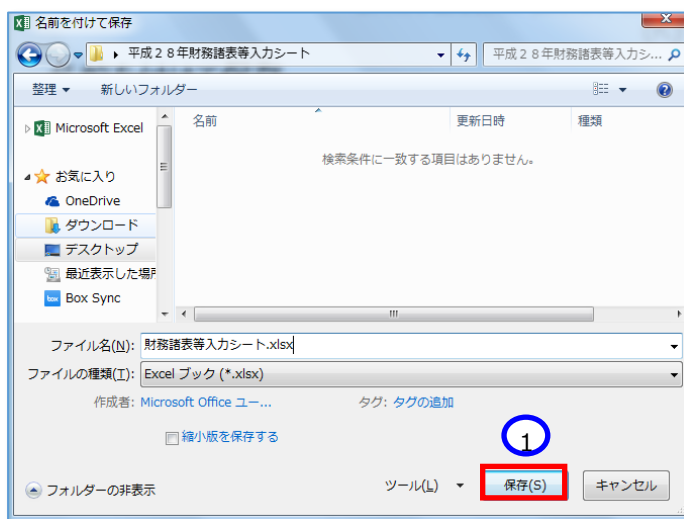 名前を付けて保存
平成２８年財務諸表等入力シート
平成２８年財務諸表等入力シ...
整理
新しいフォルダー
Microsoft Excel
名前
更新日時
種類
検索条件に一致する項目はありません。
お気に入り
OneDrive
ダウンロード
デスクトップ
最近表示した場所
Box Sync
ファイル名(N): 財務諸表等入力シート.xlsx
ファイルの種類(T): Excel ブック (*.xlsx)
作成者: Microsoft Office ユー...
タグ: タグの追加
縮小版を保存する
1
フォルダーの非表示
ツール(L)
保存(S)
キャンセル